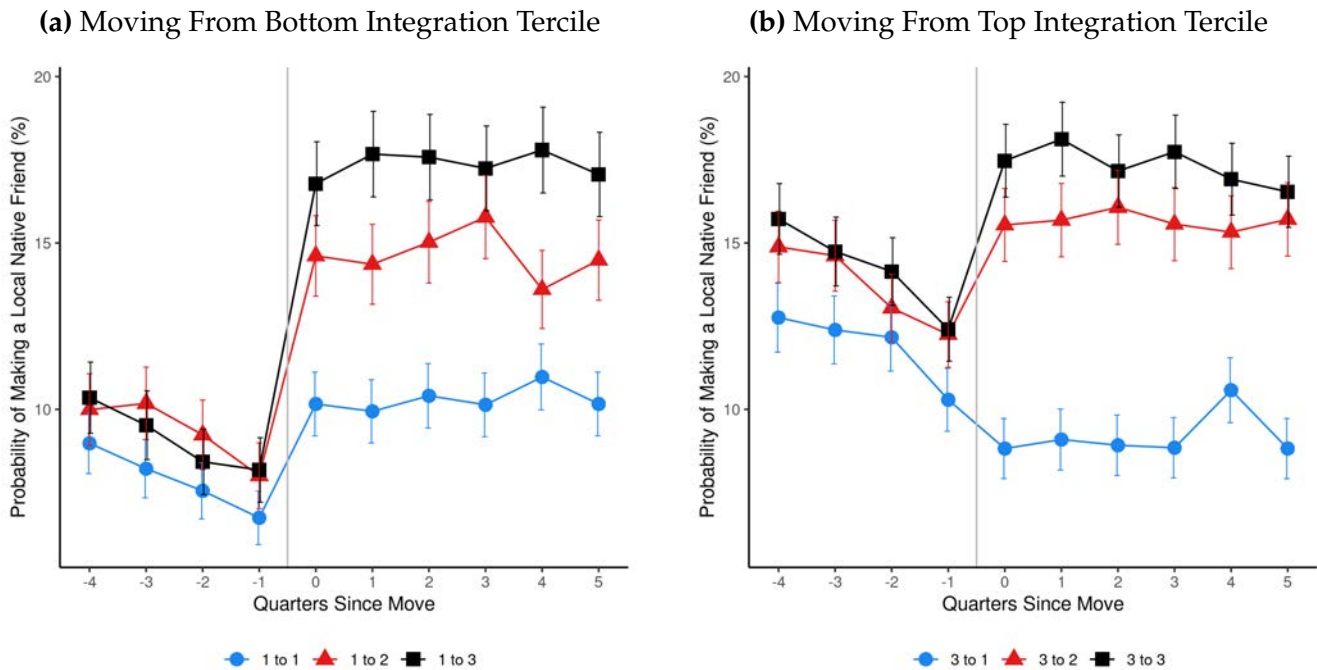 (a) Moving From Bottom Integration Tercile
Probability of Making a Local Native Friend (%)
20
15
10
-4 -3 -2 -1 0 1 2 3 4 5
Quarters Since Move
1 to 1 1 to 2 1 to 3
(b) Moving From Top Integration Tercile
Probability of Making a Local Native Friend (%)
20
15
10
-4 -3 -2 -1 0 1 2 3 4 5
Quarters Since Move
3 to 1 3 to 2 3 to 3